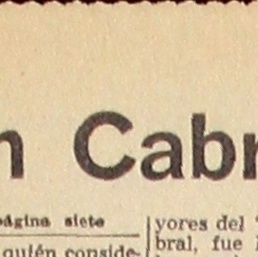 n Cabr
página siete
quién conside-
yores del "
bral, fue l